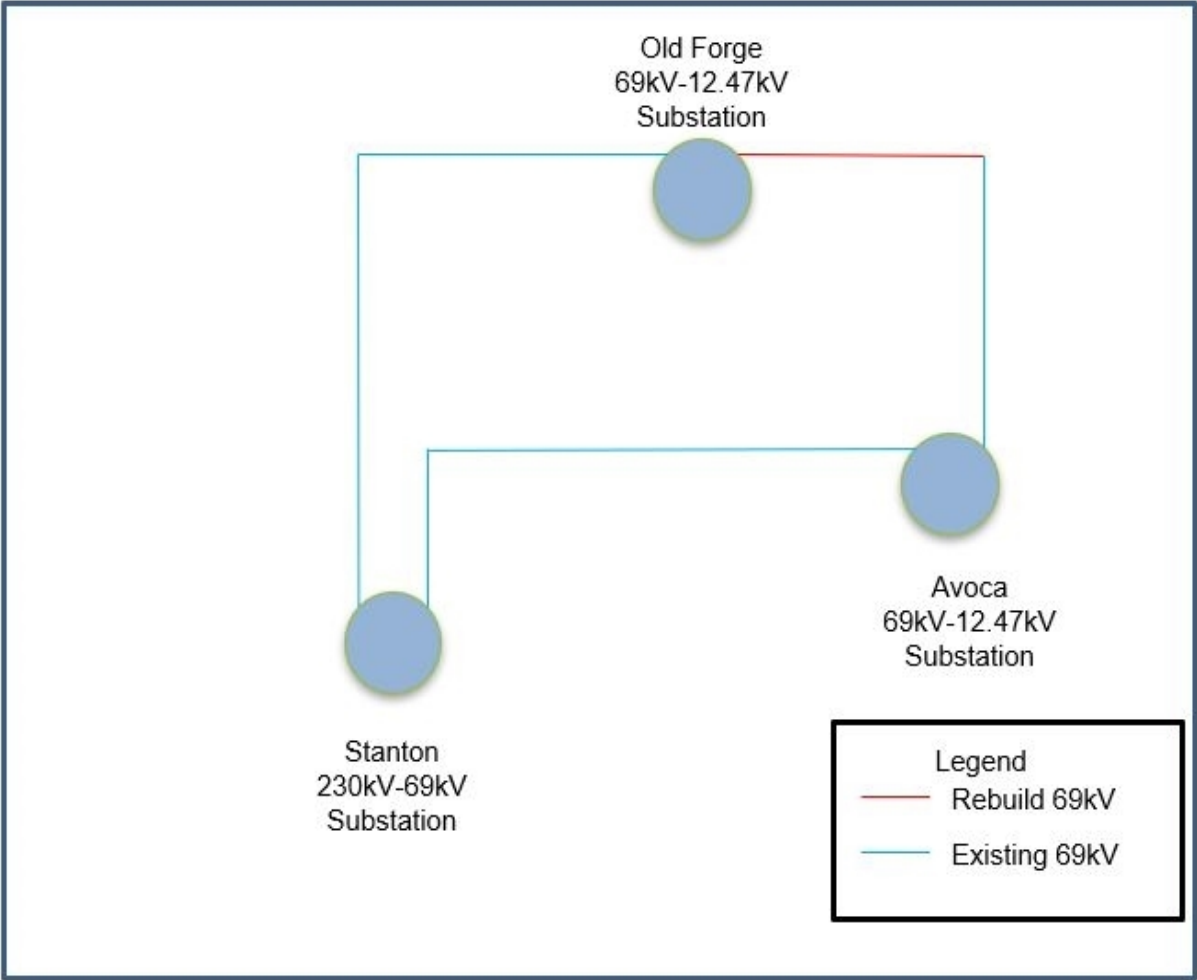 Old Forge
69kV-12.47kV
Substation
Avoca
69kV-12.47kV
Substation
Stanton
230kV-69kV
Substation
Legend
Rebuild 69kV
Existing 69kV